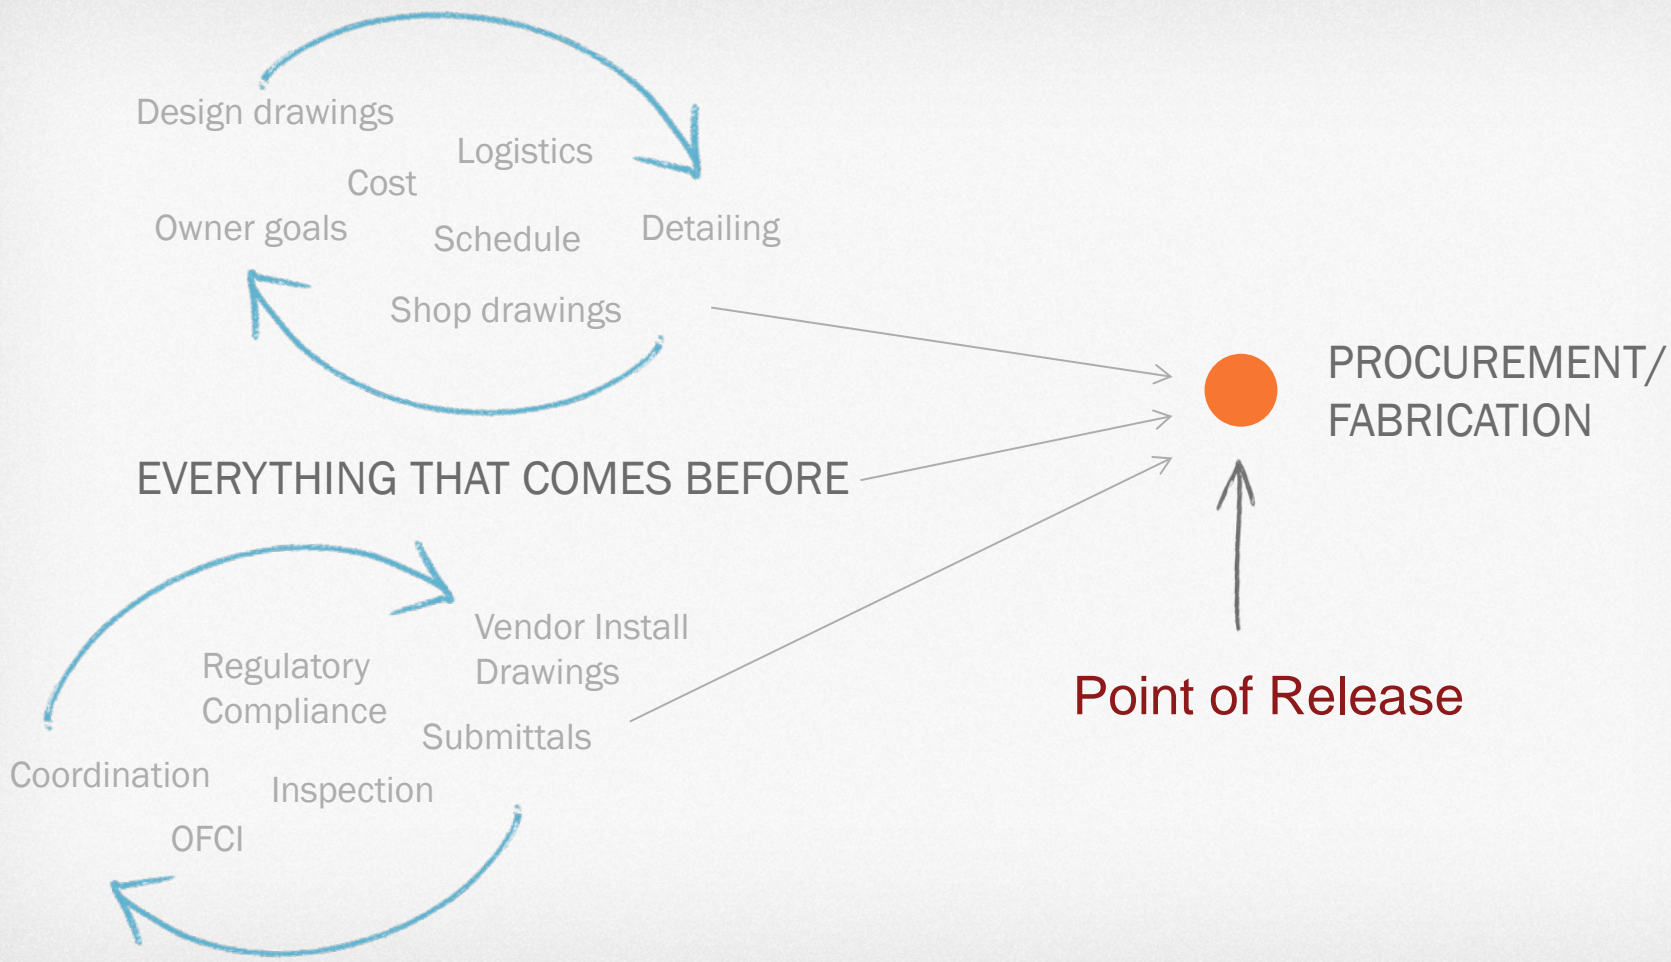 Design drawings
Logistics
Cost
Owner goals
Schedule
Detailing
Shop drawings
PROCUREMENT/
FABRICATION
EVERYTHING THAT COMES BEFORE
Vendor Install
Drawings
Regulatory
Compliance
Submittals
Coordination
Inspection
OFCI
Point of Release